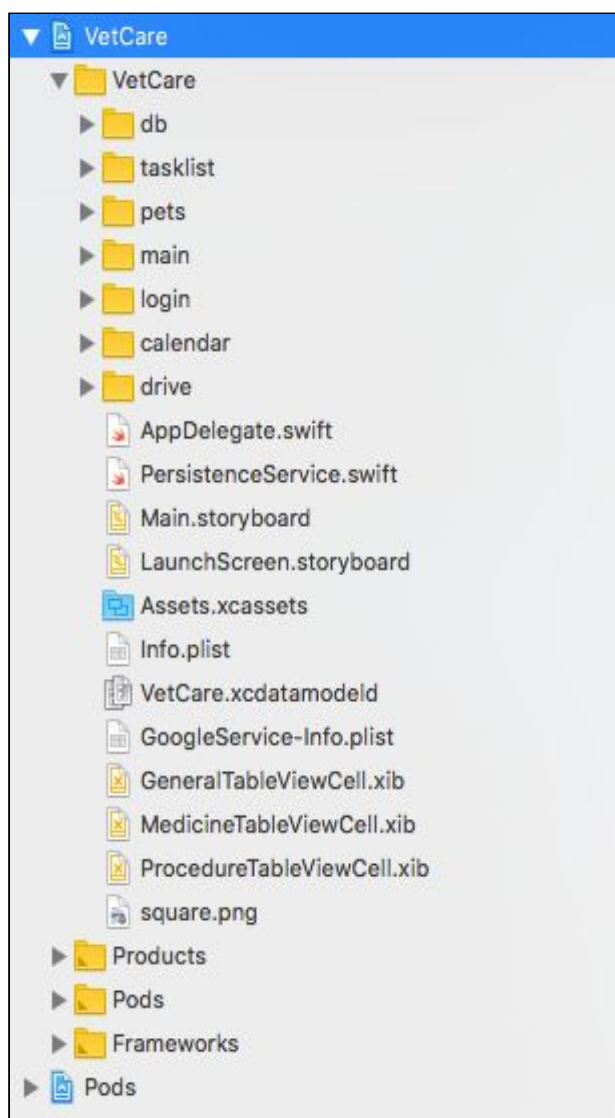 VetCare
VetCare
db
tasklist
pets
main
login
calendar
drive
AppDelegate.swift
PersistenceService.swift
Main.storyboard
LaunchScreen.storyboard
Assets.xcassets
Info.plist
VetCare.xcdatamodeld
GoogleService-Info.plist
GeneralTableViewCell.xib
MedicineTableViewCell.xib
ProcedureTableViewCell.xib
square.png
Products
Pods
Frameworks
Pods